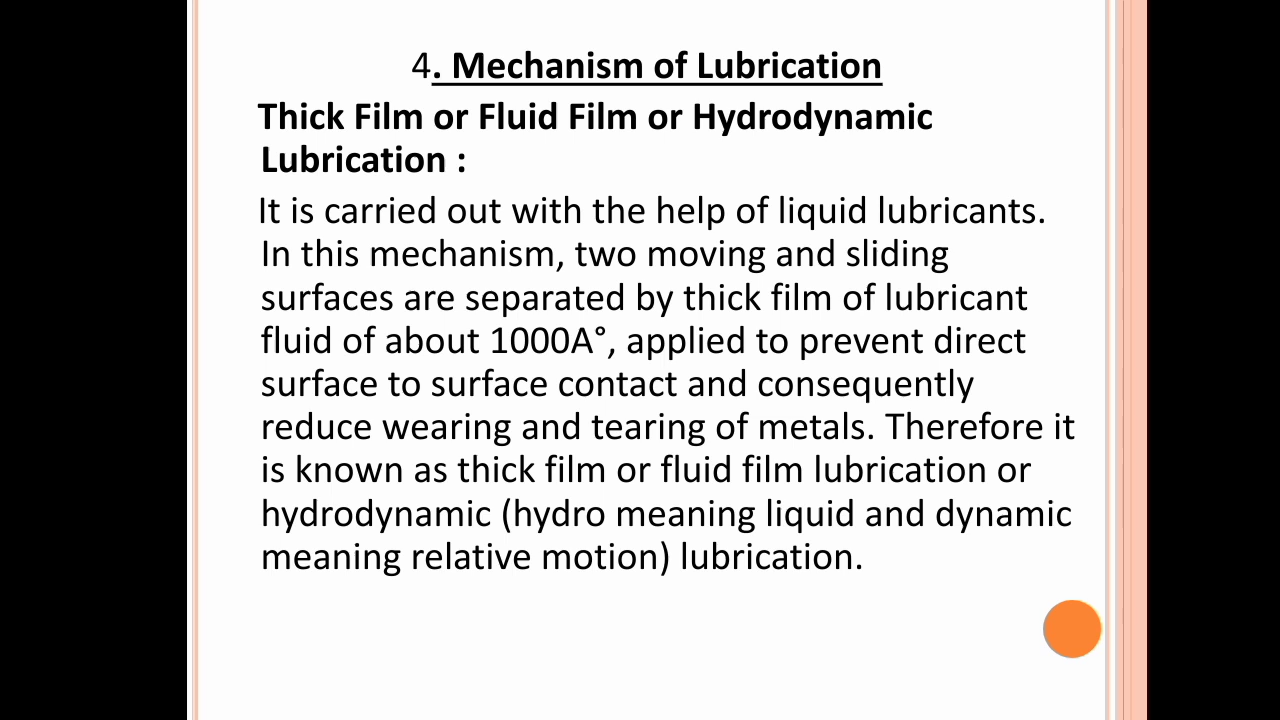 4. Mechanism of Lubrication
Thick Film or Fluid Film or Hydrodynamic
Lubrication :
It is carried out with the help of liquid lubricants.
In this mechanism, two moving and sliding
surfaces are separated by thick film of lubricant
fluid of about 1000A°, applied to prevent direct
surface to surface contact and consequently
reduce wearing and tearing of metals. Therefore it
is known as thick film or fluid film lubrication or
hydrodynamic (hydro meaning liquid and dynamic
meaning relative motion) lubrication.